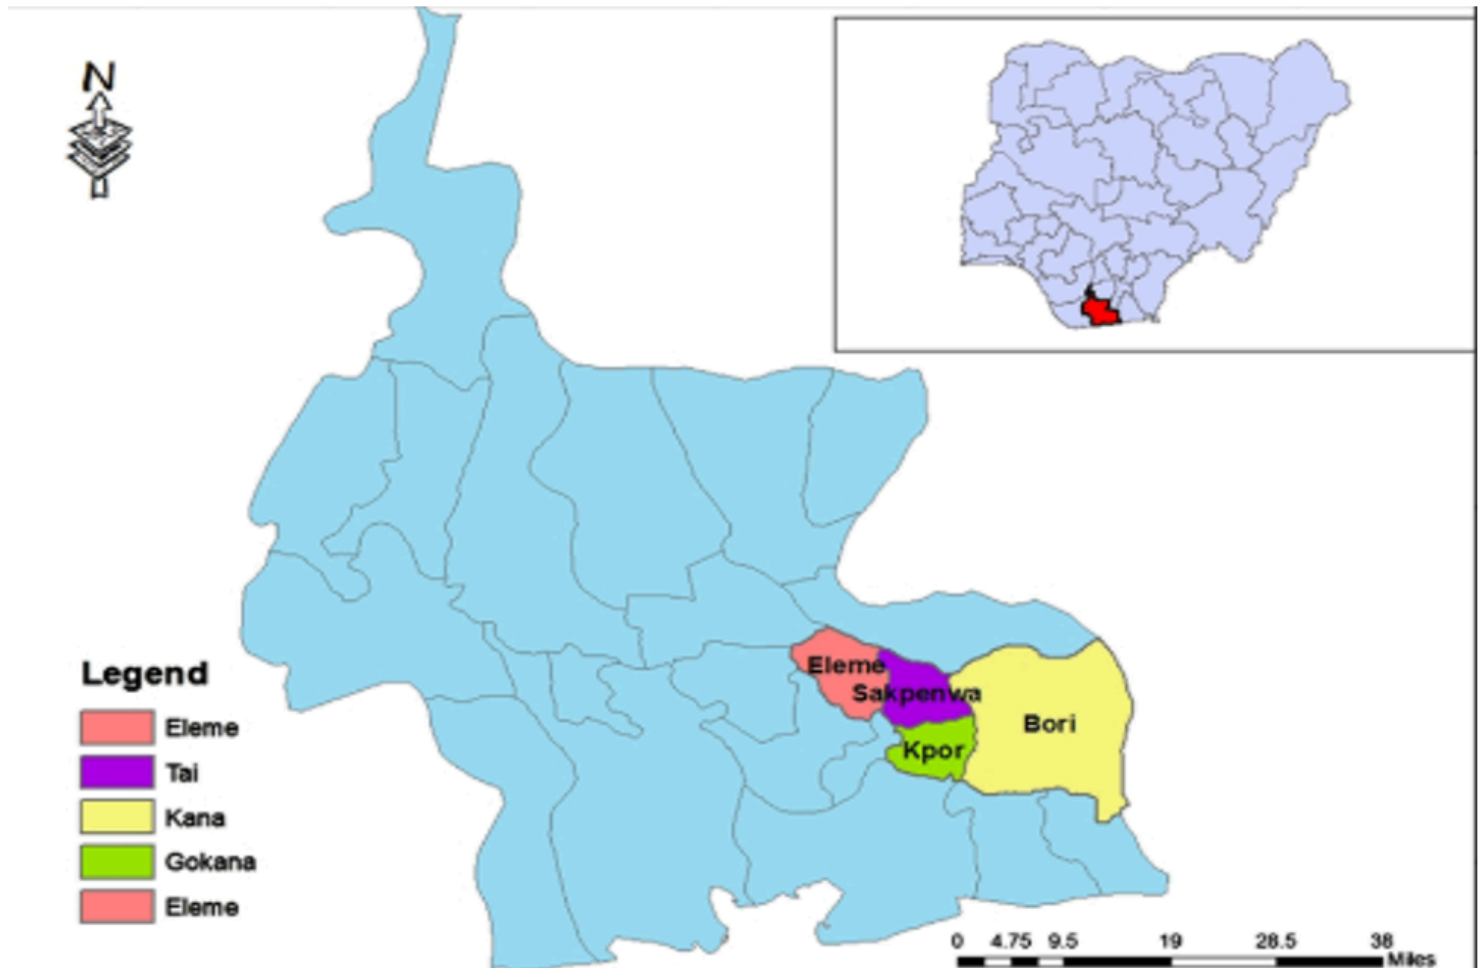 N
Eleme
Sakpenwa
Kpor
Bori
Legend
Eleme
Tai
Kana
Gokana
Eleme
0 4.75 9.5 19 28.5 38
Miles